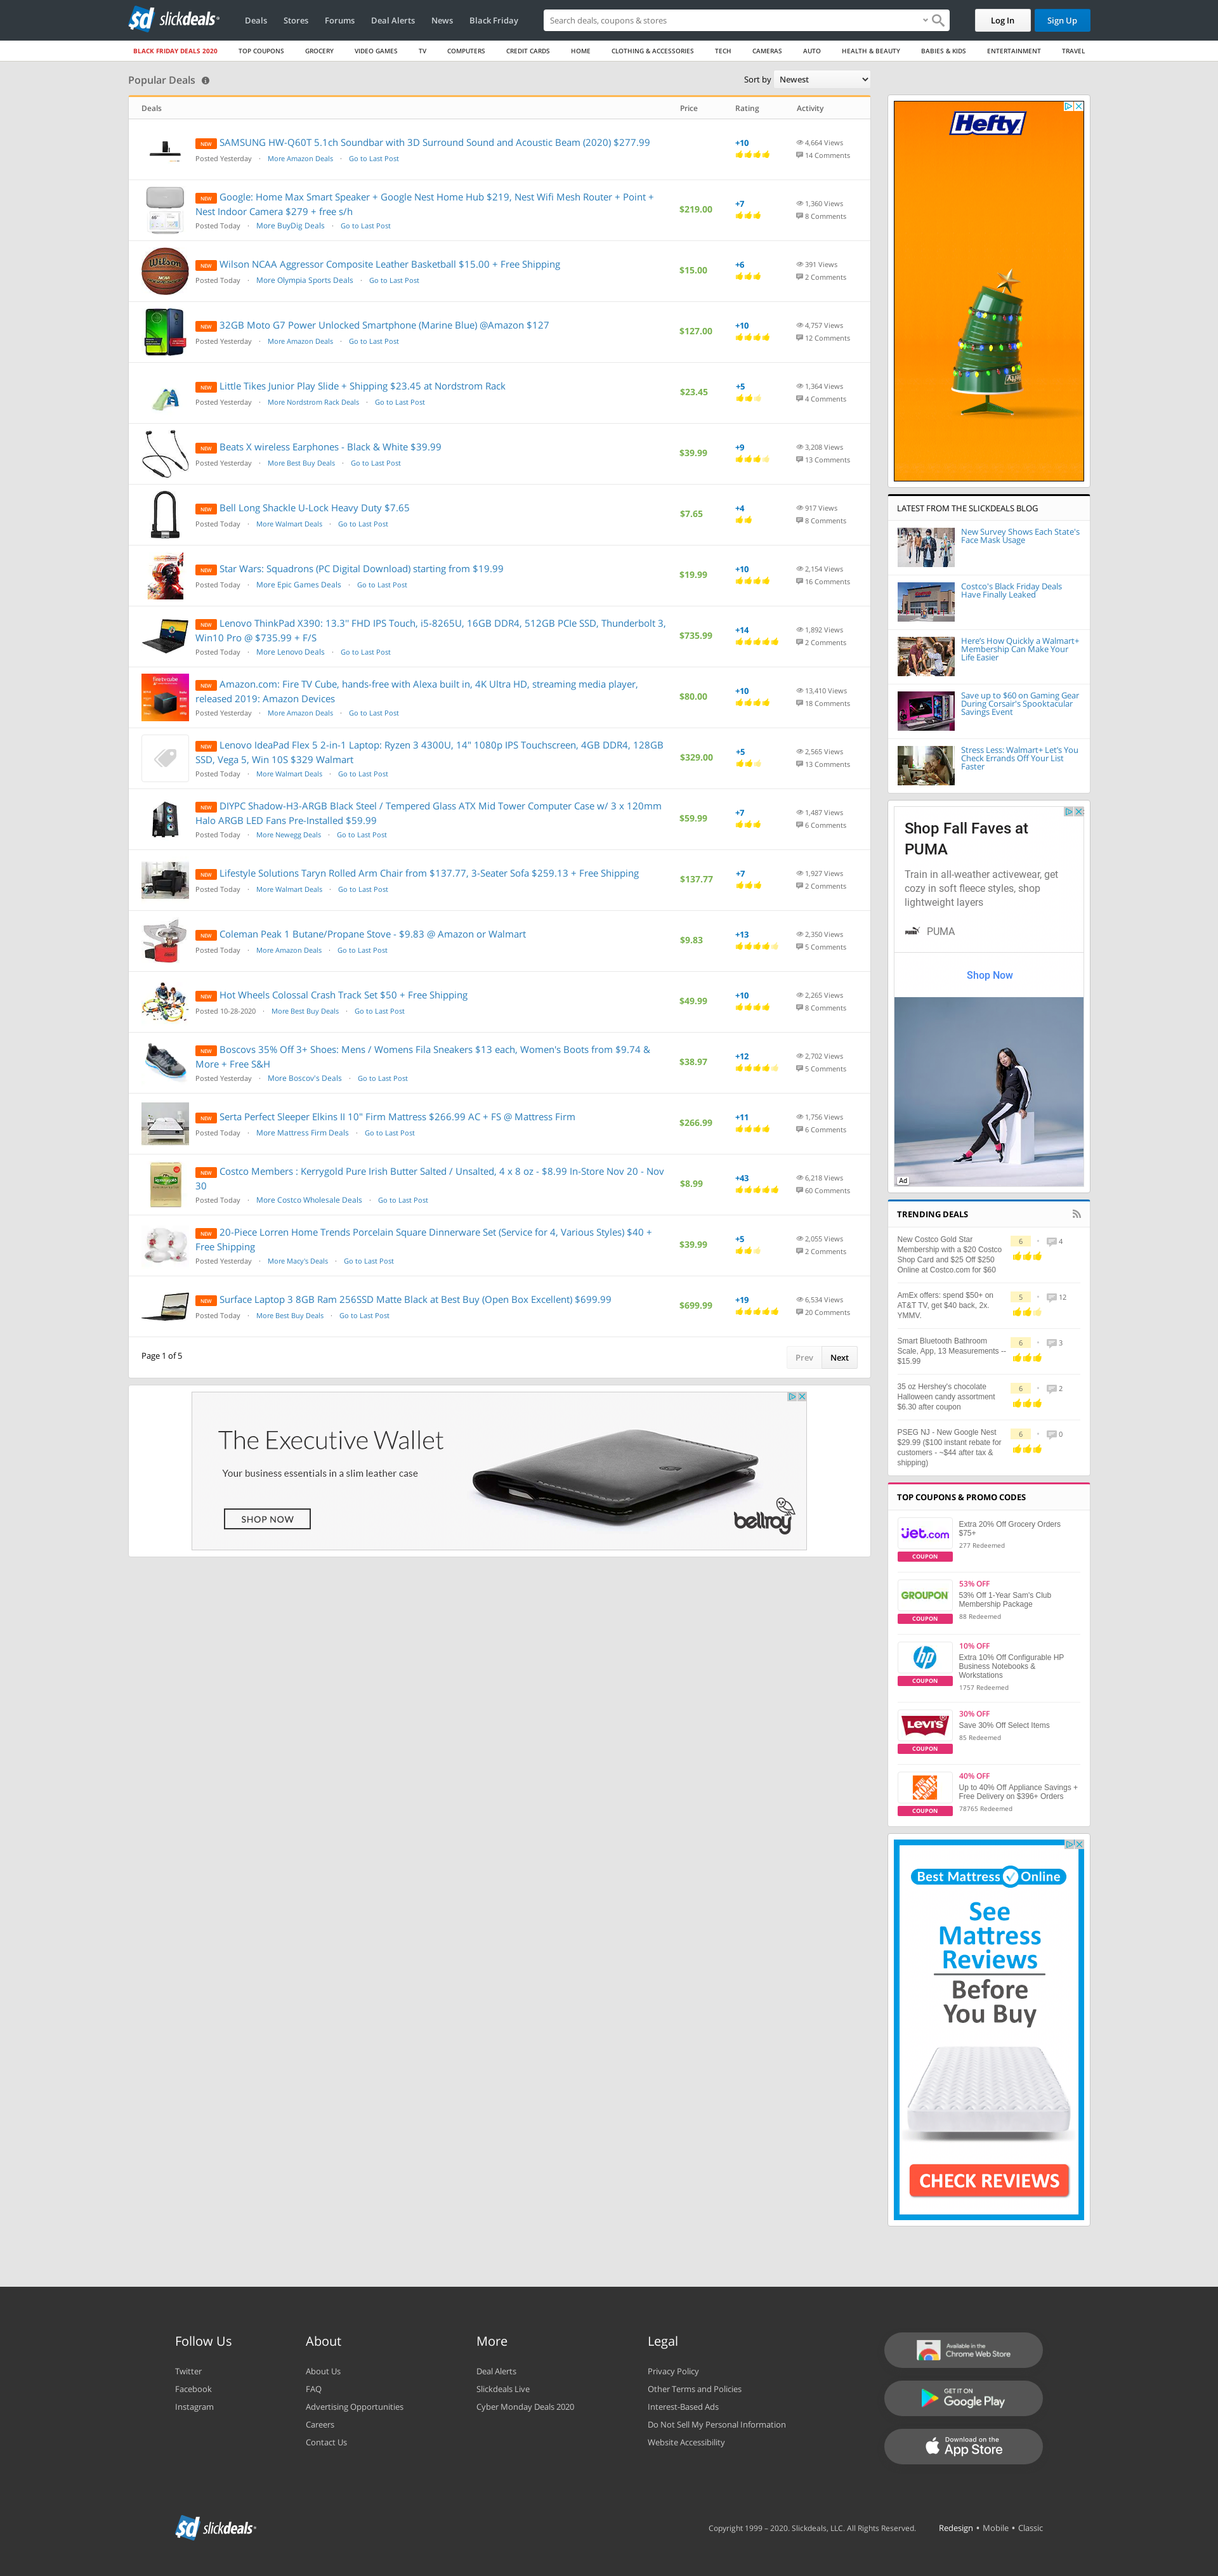 slickdeals
Deals
Stores
Forums
Deal Alerts
News
Black Friday
Search deals, coupons & stores
Log In
Sign Up
BLACK FRIDAY DEALS 2020
TOP COUPONS
GROCERY
VIDEO GAMES
TV
COMPUTERS
CREDIT CARDS
HOME
CLOTHING & ACCESSORIES
TECH
CAMERAS
AUTO
HEALTH & BEAUTY
BABIES & KIDS
ENTERTAINMENT
TRAVEL
Popular Deals
Sort by Newest
Deals Price Rating Activity
NEW SAMSUNG HW-Q60T 5.1ch Soundbar with 3D Surround Sound and Acoustic Beam (2020) $277.99
Posted Yesterday · More Amazon Deals · Go to Last Post
+10
4,664 Views
14 Comments
NEW Google: Home Max Smart Speaker + Google Nest Home Hub $219, Nest Wifi Mesh Router + Point +
Nest Indoor Camera $279 + free s/h
Posted Today · More BuyDig Deals · Go to Last Post
$219.00
+7
1,360 Views
8 Comments
NEW Wilson NCAA Aggressor Composite Leather Basketball $15.00 + Free Shipping
Posted Today · More Olympia Sports Deals · Go to Last Post
$15.00
+6
391 Views
2 Comments
NEW 32GB Moto G7 Power Unlocked Smartphone (Marine Blue) @Amazon $127
Posted Yesterday · More Amazon Deals · Go to Last Post
$127.00
+10
4,757 Views
12 Comments
NEW Little Tikes Junior Play Slide + Shipping $23.45 at Nordstrom Rack
Posted Yesterday · More Nordstrom Rack Deals · Go to Last Post
$23.45
+5
1,364 Views
4 Comments
NEW Beats X wireless Earphones - Black & White $39.99
Posted Yesterday · More Best Buy Deals · Go to Last Post
$39.99
+9
3,208 Views
13 Comments
NEW Bell Long Shackle U-Lock Heavy Duty $7.65
Posted Today · More Walmart Deals · Go to Last Post
$7.65
+4
917 Views
8 Comments
NEW Star Wars: Squadrons (PC Digital Download) starting from $19.99
Posted Today · More Epic Games Deals · Go to Last Post
$19.99
+10
2,154 Views
16 Comments
NEW Lenovo ThinkPad X390: 13.3" FHD IPS Touch, i5-8265U, 16GB DDR4, 512GB PCIe SSD, Thunderbolt 3,
Win10 Pro @ $735.99 + F/S
Posted Today · More Lenovo Deals · Go to Last Post
$735.99
+14
1,892 Views
2 Comments
NEW Amazon.com: Fire TV Cube, hands-free with Alexa built in, 4K Ultra HD, streaming media player,
released 2019: Amazon Devices
Posted Yesterday · More Amazon Deals · Go to Last Post
$80.00
+10
13,410 Views
18 Comments
NEW Lenovo IdeaPad Flex 5 2-in-1 Laptop: Ryzen 3 4300U, 14" 1080p IPS Touchscreen, 4GB DDR4, 128GB
SSD, Vega 5, Win 10S $329 Walmart
Posted Today · More Walmart Deals · Go to Last Post
$329.00
+5
2,565 Views
13 Comments
NEW DIYPC Shadow-H3-ARGB Black Steel / Tempered Glass ATX Mid Tower Computer Case w/ 3 x 120mm
Halo ARGB LED Fans Pre-Installed $59.99
Posted Today · More Newegg Deals · Go to Last Post
$59.99
+7
1,487 Views
6 Comments
NEW Lifestyle Solutions Taryn Rolled Arm Chair from $137.77, 3-Seater Sofa $259.13 + Free Shipping
Posted Today · More Walmart Deals · Go to Last Post
$137.77
+7
1,927 Views
2 Comments
NEW Coleman Peak 1 Butane/Propane Stove - $9.83 @ Amazon or Walmart
Posted Today · More Amazon Deals · Go to Last Post
$9.83
+13
2,350 Views
5 Comments
NEW Hot Wheels Colossal Crash Track Set $50 + Free Shipping
Posted 10-28-2020 · More Best Buy Deals · Go to Last Post
$49.99
+10
2,265 Views
8 Comments
NEW Boscovs 35% Off 3+ Shoes: Mens / Womens Fila Sneakers $13 each, Women's Boots from $9.74 &
More + Free S&H
Posted Yesterday · More Boscov's Deals · Go to Last Post
$38.97
+12
2,702 Views
5 Comments
NEW Serta Perfect Sleeper Elkins II 10" Firm Mattress $266.99 AC + FS @ Mattress Firm
Posted Today · More Mattress Firm Deals · Go to Last Post
$266.99
+11
1,756 Views
6 Comments
NEW Costco Members : Kerrygold Pure Irish Butter Salted / Unsalted, 4 x 8 oz - $8.99 In-Store Nov 20 - Nov
30
Posted Today · More Costco Wholesale Deals · Go to Last Post
$8.99
+43
6,218 Views
60 Comments
NEW 20-Piece Lorren Home Trends Porcelain Square Dinnerware Set (Service for 4, Various Styles) $40 +
Free Shipping
Posted Yesterday · More Macy's Deals · Go to Last Post
$39.99
+5
2,055 Views
2 Comments
NEW Surface Laptop 3 8GB Ram 256SSD Matte Black at Best Buy (Open Box Excellent) $699.99
Posted Today · More Best Buy Deals · Go to Last Post
$699.99
+19
6,534 Views
20 Comments
Page 1 of 5
Prev
Next
The Executive Wallet
Your business essentials in a slim leather case
SHOP NOW
bellroy
Hefty
LATEST FROM THE SLICKDEALS BLOG
New Survey Shows Each State's
Face Mask Usage
Costco's Black Friday Deals
Have Finally Leaked
Here's How Quickly a Walmart+
Membership Can Make Your
Life Easier
Save up to $60 on Gaming Gear
During Corsair's Spooktacular
Savings Event
Stress Less: Walmart+ Let's You
Check Errands Off Your List
Faster
Shop Fall Faves at
PUMA
Train in all-weather activewear, get
cozy in soft fleece styles, shop
lightweight layers
PUMA
Shop Now
Ad
TRENDING DEALS
New Costco Gold Star
Membership with a $20 Costco
Shop Card and $25 Off $250
Online at Costco.com for $60
6 · 4
AmEx offers: spend $50+ on
AT&T TV, get $40 back, 2x.
YMMV.
5 · 12
Smart Bluetooth Bathroom
Scale, App, 13 Measurements --
$15.99
6 · 3
35 oz Hershey's chocolate
Halloween candy assortment
$6.30 after coupon
6 · 2
PSEG NJ - New Google Nest
$29.99 ($100 instant rebate for
customers - ~$44 after tax &
shipping)
6 · 0
TOP COUPONS & PROMO CODES
jet.com
COUPON
Extra 20% Off Grocery Orders
$75+
277 Redeemed
GROUPON
COUPON
53% OFF
53% Off 1-Year Sam's Club
Membership Package
88 Redeemed
hp
COUPON
10% OFF
Extra 10% Off Configurable HP
Business Notebooks &
Workstations
1757 Redeemed
LEVI'S
COUPON
30% OFF
Save 30% Off Select Items
85 Redeemed
THE HOME DEPOT
COUPON
40% OFF
Up to 40% Off Appliance Savings +
Free Delivery on $396+ Orders
78765 Redeemed
Best Mattress Online
See
Mattress
Reviews
Before
You Buy
CHECK REVIEWS
Follow Us
Twitter
Facebook
Instagram
About
About Us
FAQ
Advertising Opportunities
Careers
Contact Us
More
Deal Alerts
Slickdeals Live
Cyber Monday Deals 2020
Legal
Privacy Policy
Other Terms and Policies
Interest-Based Ads
Do Not Sell My Personal Information
Website Accessibility
Available in the
Chrome Web Store
GET IT ON
Google Play
Download on the
App Store
slickdeals
Copyright 1999 – 2020. Slickdeals, LLC. All Rights Reserved.
Redesign • Mobile • Classic